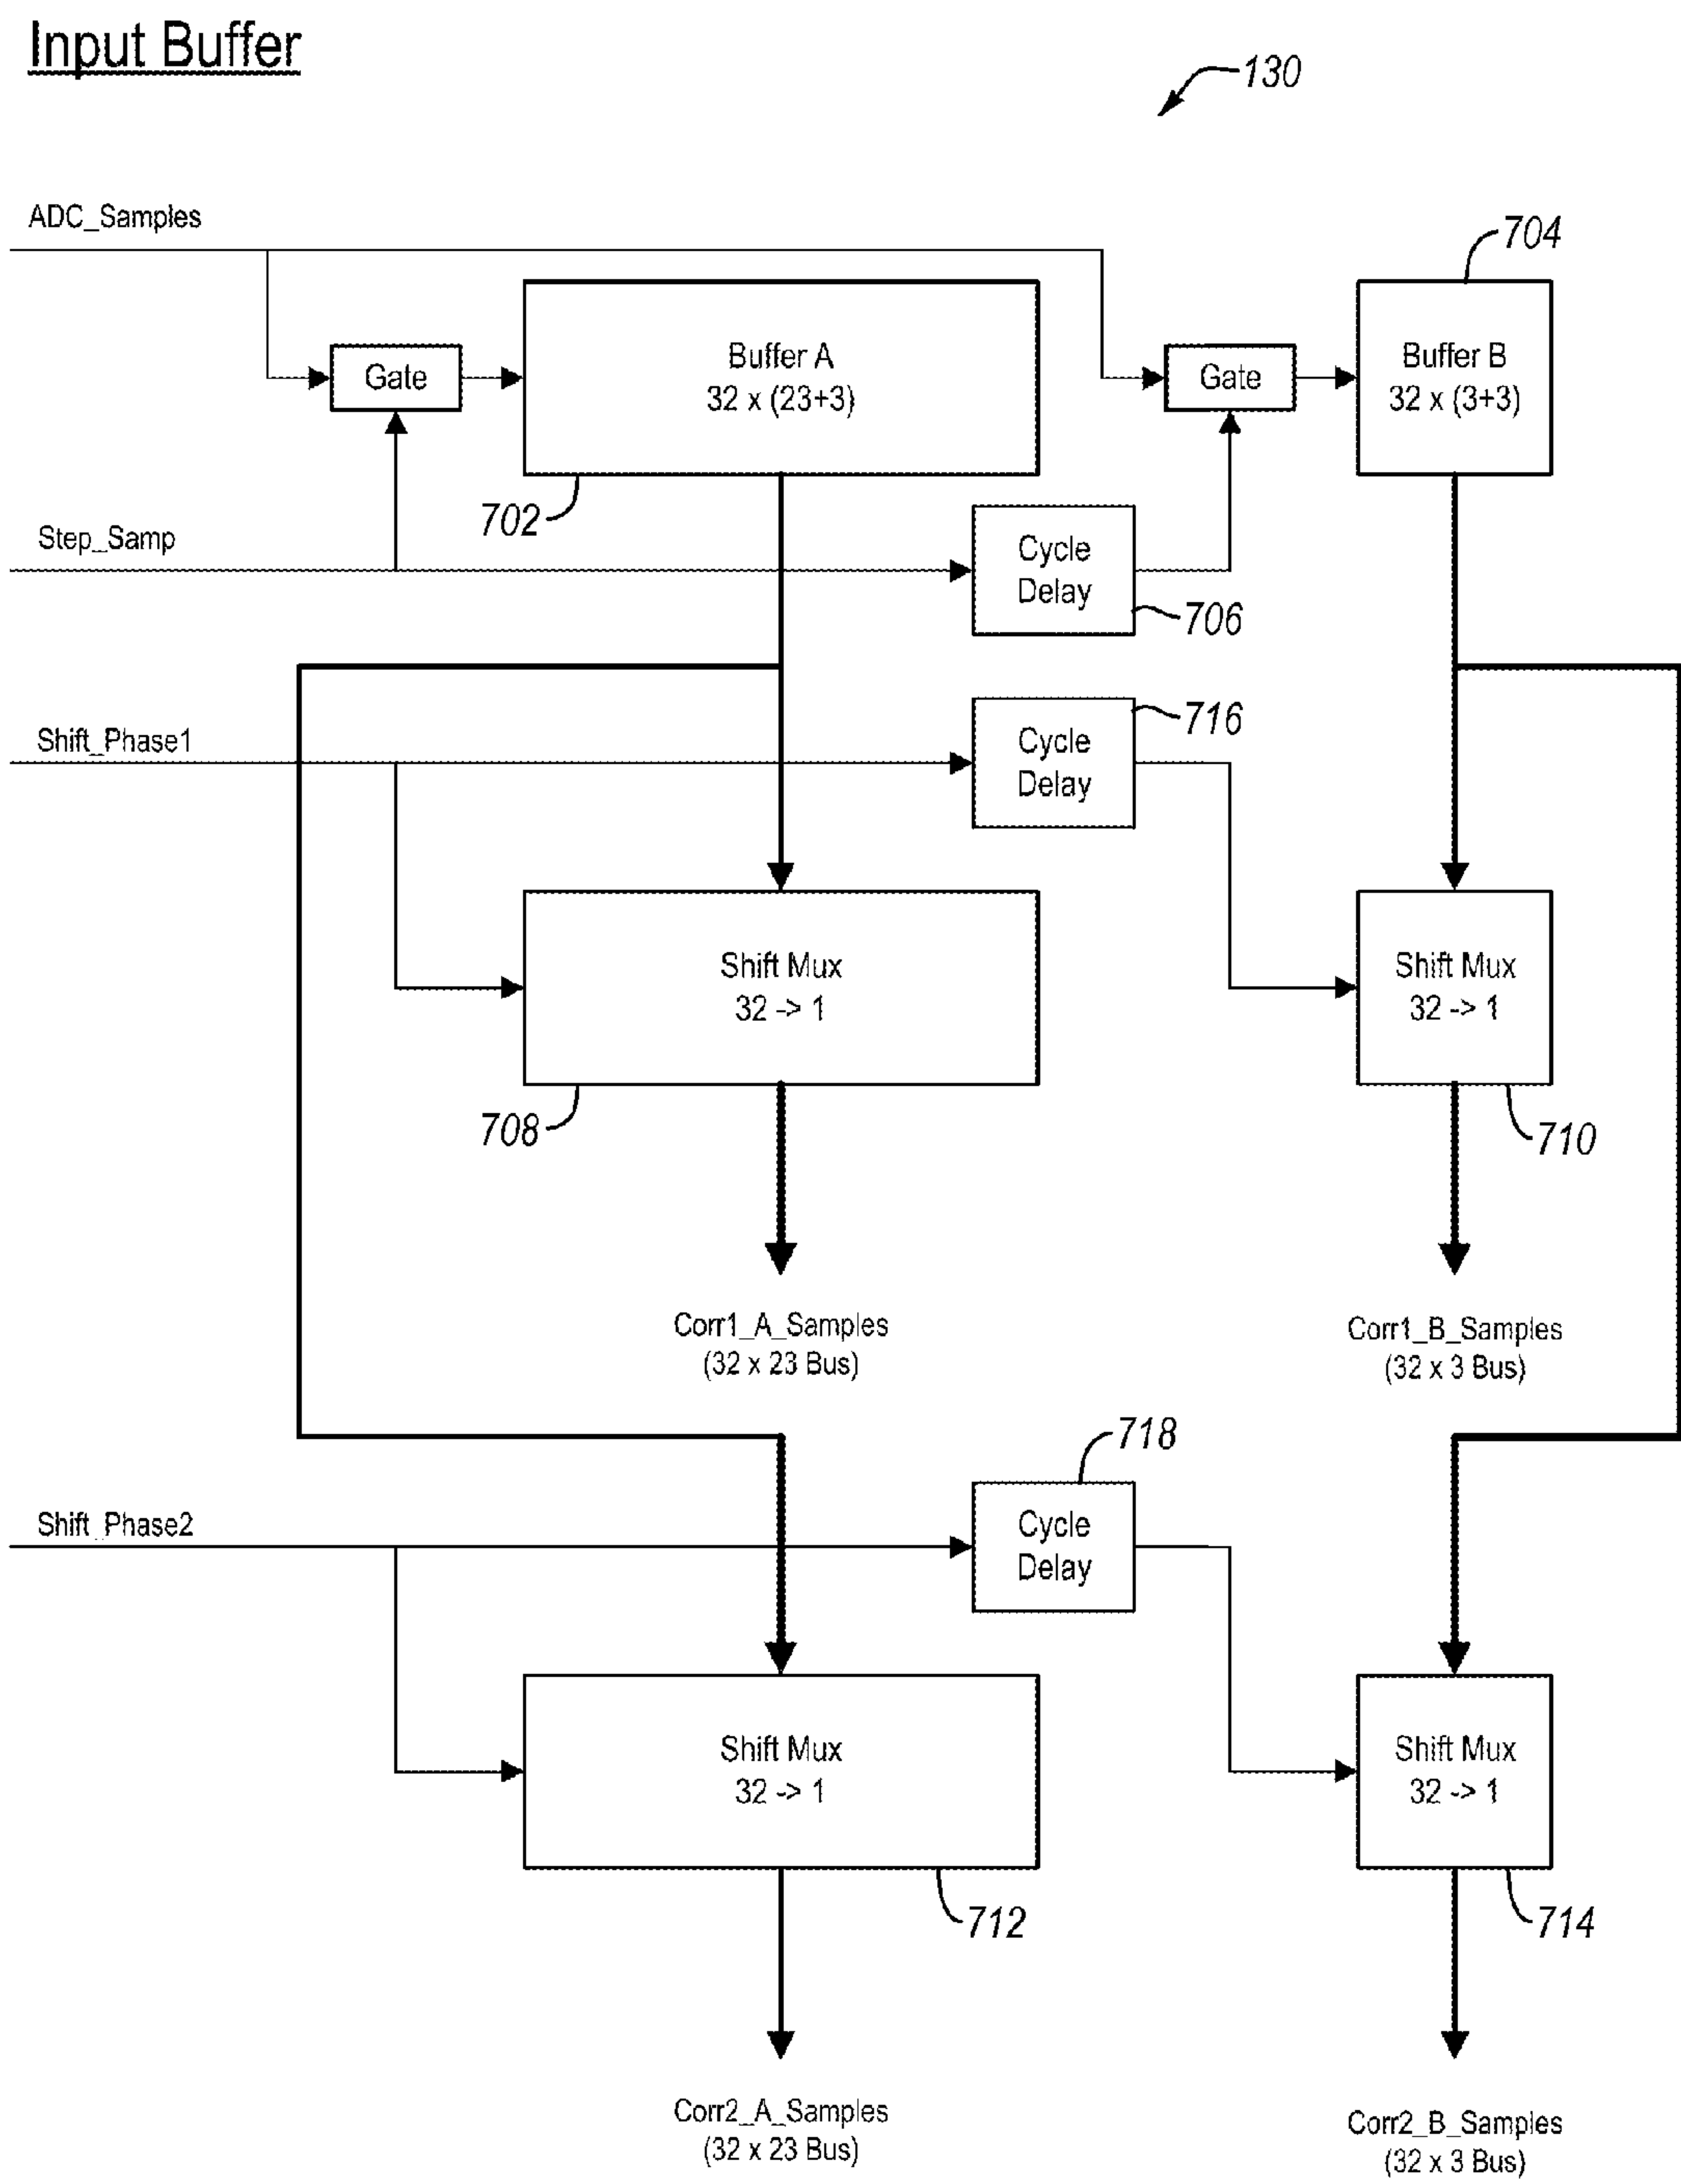 Input Buffer
130
ADC_Samples
704
Gate
Buffer A
32 x (23+3)
Gate
Buffer B
32 x (3+3)
702
Step_Samp
Cycle
Delay
706
Shift_Phase1
Cycle
Delay
716
Shift Mux
32 -> 1
Shift Mux
32 -> 1
708
710
Corr1_A_Samples
(32 x 23 Bus)
Corr1_B_Samples
(32 x 3 Bus)
718
Shift_Phase2
Cycle
Delay
Shift Mux
32 -> 1
Shift Mux
32 -> 1
712
714
Corr2_A_Samples
(32 x 23 Bus)
Corr2_B_Samples
(32 x 3 Bus)